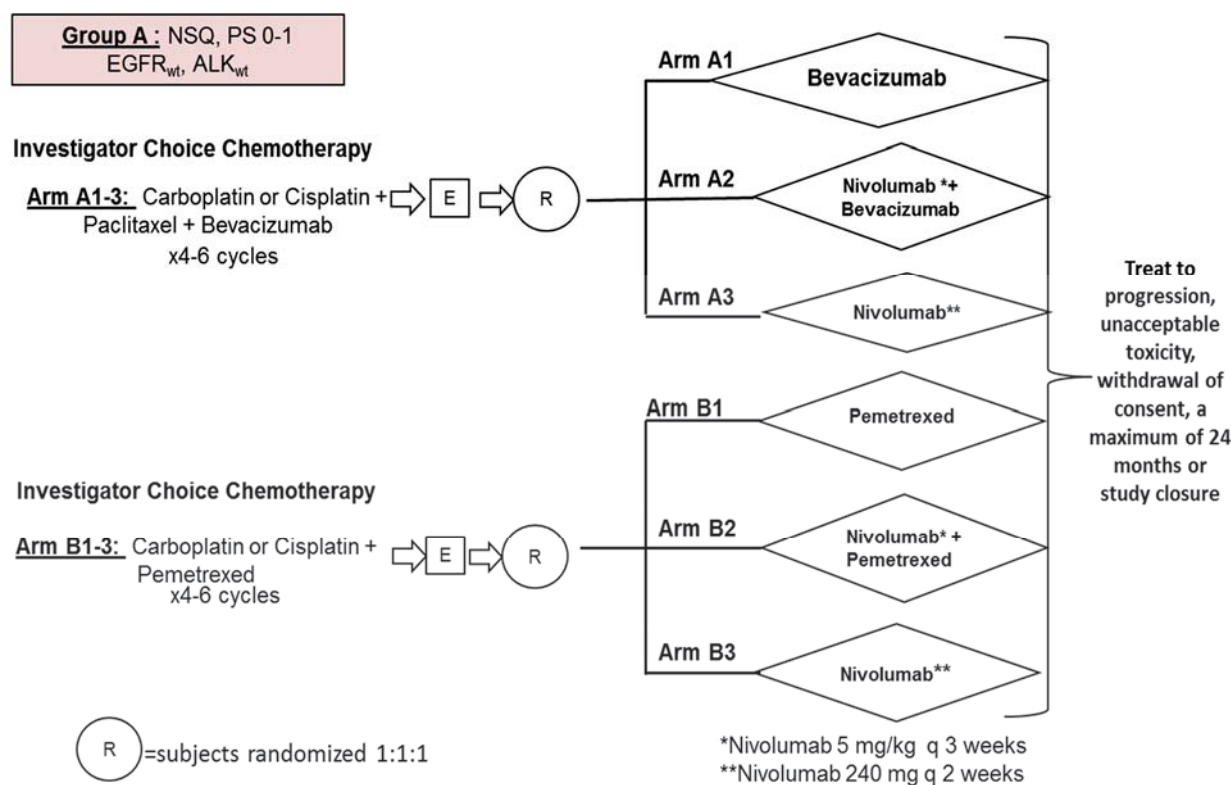 Group A : NSQ, PS 0-1
EGFRwt, ALKwt
Investigator Choice Chemotherapy
Arm A1-3: Carboplatin or Cisplatin +
Paclitaxel + Bevacizumab
x4-6 cycles
E
R
Arm A1
Bevacizumab
Arm A2
Nivolumab *+
Bevacizumab
Arm A3
Nivolumab**
Investigator Choice Chemotherapy
Arm B1-3: Carboplatin or Cisplatin +
Pemetrexed
x4-6 cycles
E
R
Arm B1
Pemetrexed
Arm B2
Nivolumab* +
Pemetrexed
Arm B3
Nivolumab**
Treat to
progression,
unacceptable
toxicity,
withdrawal of
consent, a
maximum of 24
months or
study closure
R =subjects randomized 1:1:1
*Nivolumab 5 mg/kg q 3 weeks
**Nivolumab 240 mg q 2 weeks